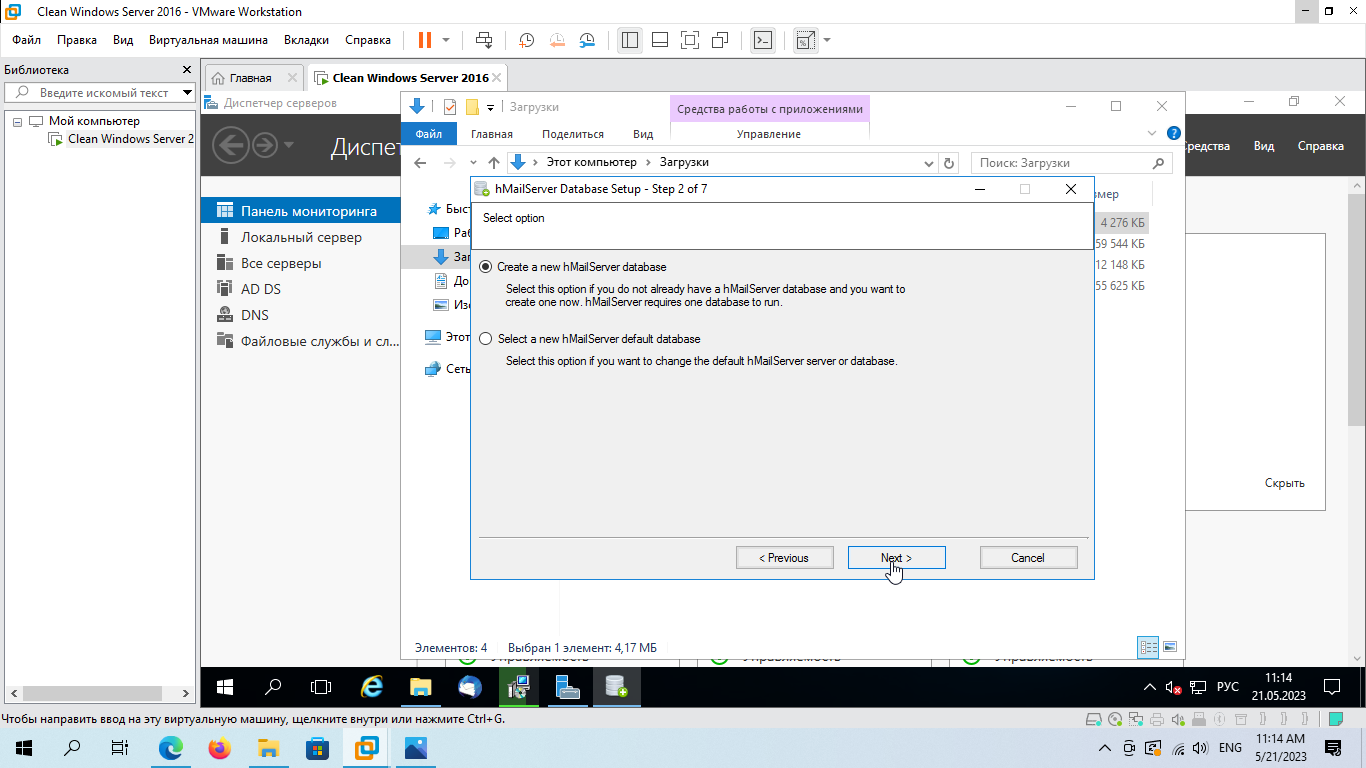 Clean Windows Server 2016 - VMware Workstation
Файл Правка Вид Виртуальная машина Вкладки Справка
Библиотека
Введите искомый текст
Мой компьютер
Clean Windows Server 2
Главная
Clean Windows Server 2016
Диспетчер серверов
Диспет
Средства Вид Справка
Панель мониторинга
Локальный сервер
Все серверы
AD DS
DNS
Файловые службы и сл...
Загрузки
Средства работы с приложениями
Файл Главная Поделиться Вид Управление
Этот компьютер > Загрузки
Поиск: Загрузки
Быст
Раб
Заг
До
Изо
Этот
Сеть
змер
4 276 КБ
59 544 КБ
12 148 КБ
55 625 КБ
hMailServer Database Setup - Step 2 of 7
Select option
Create a new hMailServer database
Select this option if you do not already have a hMailServer database and you want to
create one now. hMailServer requires one database to run.
Select a new hMailServer default database
Select this option if you want to change the default hMailServer server or database.
< Previous Next > Cancel
Скрыть
Элементов: 4 Выбран 1 элемент: 4,17 МБ
Управляемость Управляемость Управляемость
РУС
11:14
21.05.2023
Чтобы направить ввод на эту виртуальную машину, щелкните внутри или нажмите Ctrl+G.
ENG
11:14 AM
5/21/2023